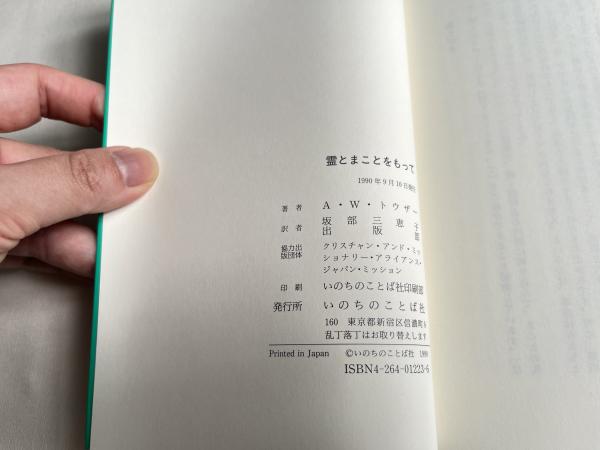 霊とまことをもって
1990年9月10日発行
著者 A・W・トウザー
訳者 坂部三恵子
出版部
協力出版団体 クリスチャン・アンド・ミッ
ショナリー・アライアンス・
ジャパン・ミッション
印刷 いのちのことば社印刷部
発行所 いのちのことば社
160 東京都新宿区信濃町6
乱丁落丁はお取り替えします
Printed in Japan ©いのちのことば社 1990
ISBN4-264-01223-6